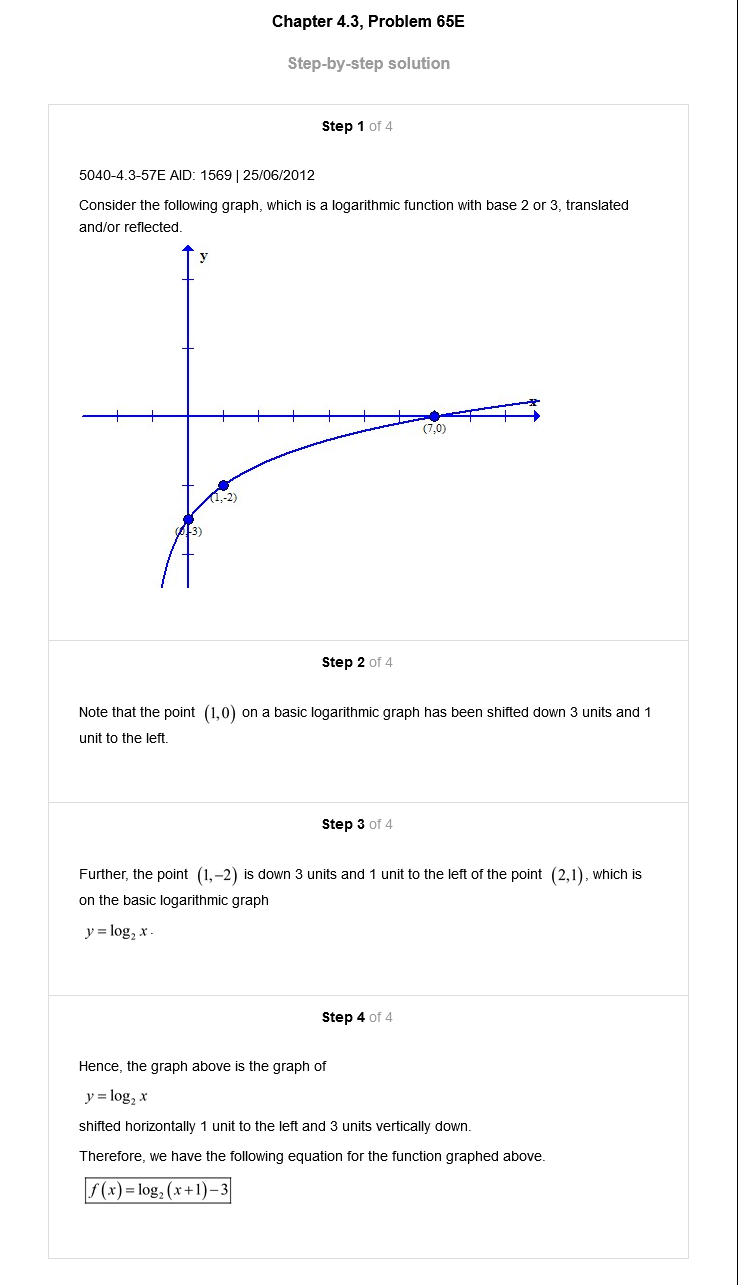 Chapter 4.3, Problem 65E
Step-by-step solution
Step 1 of 4
5040-4.3-57E AID: 1569 | 25/06/2012
Consider the following graph, which is a logarithmic function with base 2 or 3, translated
and/or reflected.
y
x
(7,0)
(1,-2)
(0,-3)
Step 2 of 4
Note that the point (1,0) on a basic logarithmic graph has been shifted down 3 units and 1
unit to the left.
Step 3 of 4
Further, the point (1,−2) is down 3 units and 1 unit to the left of the point (2,1), which is
on the basic logarithmic graph
y = log₂ x.
Step 4 of 4
Hence, the graph above is the graph of
y = log₂ x
shifted horizontally 1 unit to the left and 3 units vertically down.
Therefore, we have the following equation for the function graphed above.
f(x) = log₂(x+1)−3